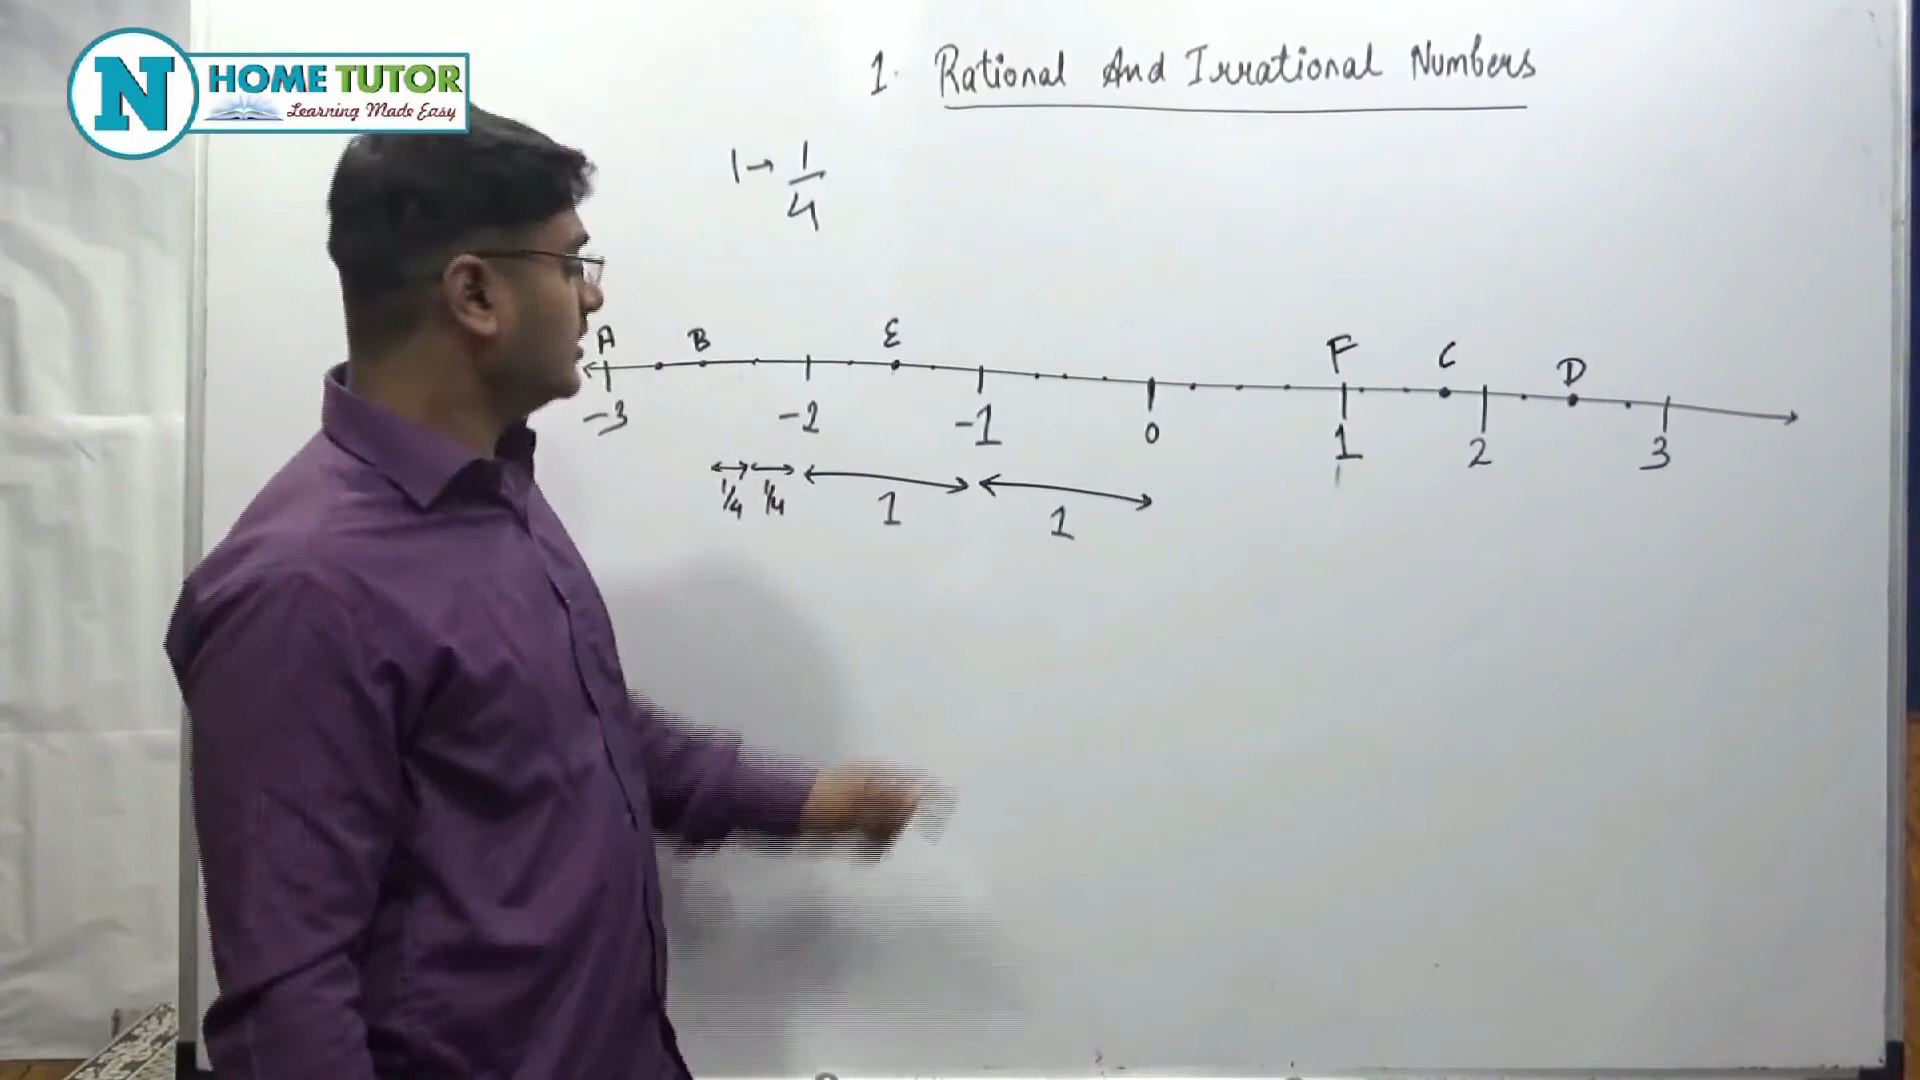 N HOME TUTOR
Learning Made Easy
1. Rational And Irrational Numbers
1 → 1/4
A B E F C D
-3 -2 -1 0 1 2 3
1/4 1/4 1 1